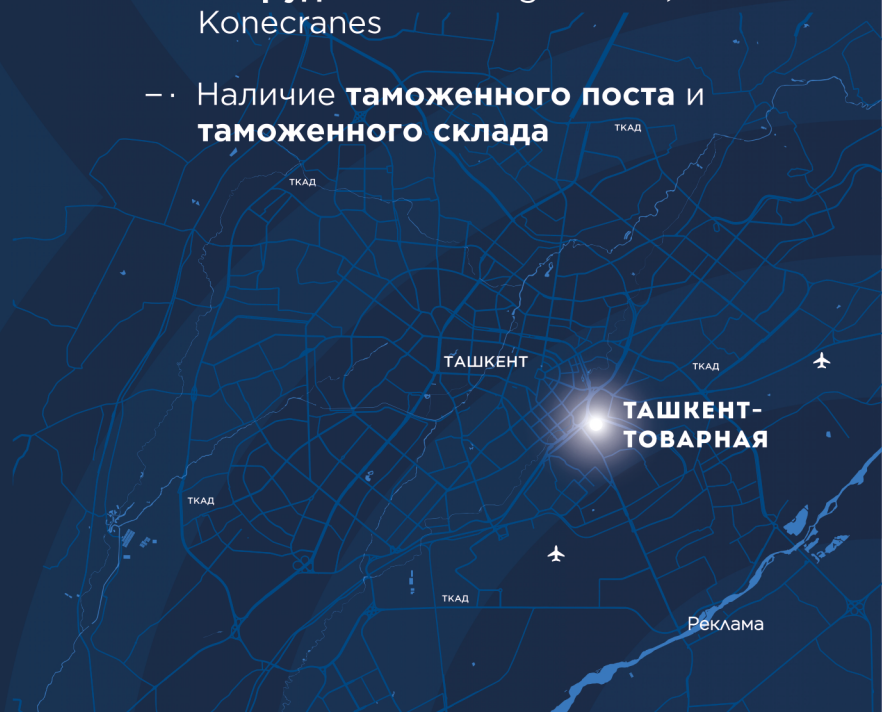 Konecranes
– · Наличие таможенного поста и
таможенного склада
ТКАД
ТКАД
ТАШКЕНТ
ТКАД
ТАШКЕНТ-
ТОВАРНАЯ
ТКАД
ТКАД
Реклама